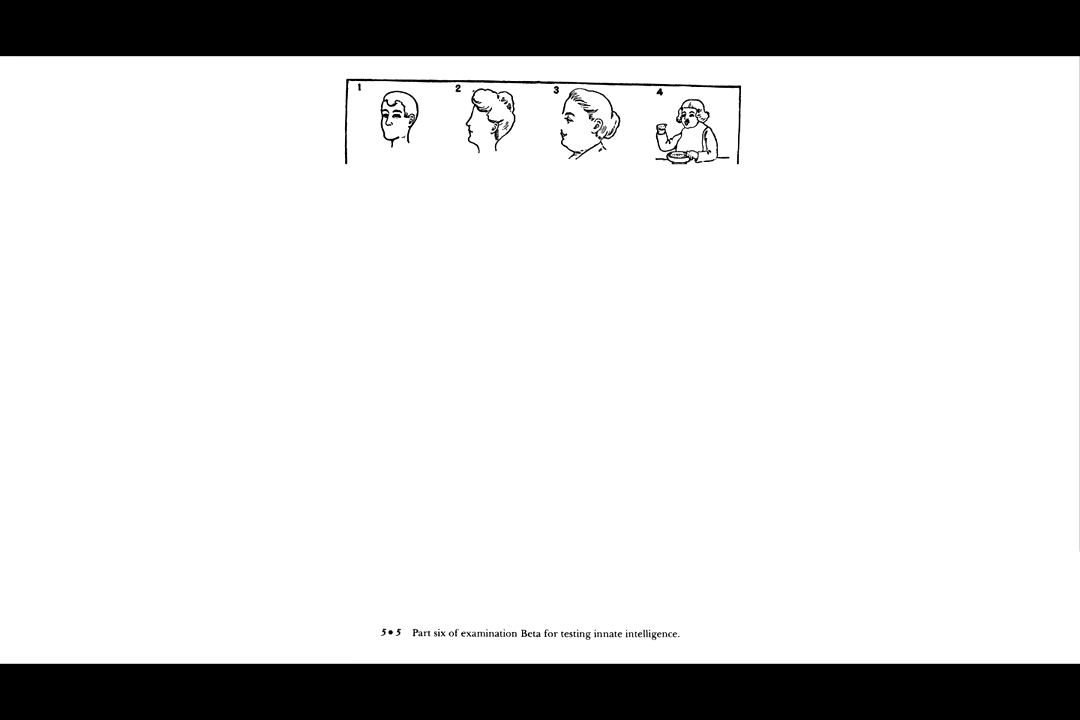 1 2 3 4
5•5 Part six of examination Beta for testing innate intelligence.